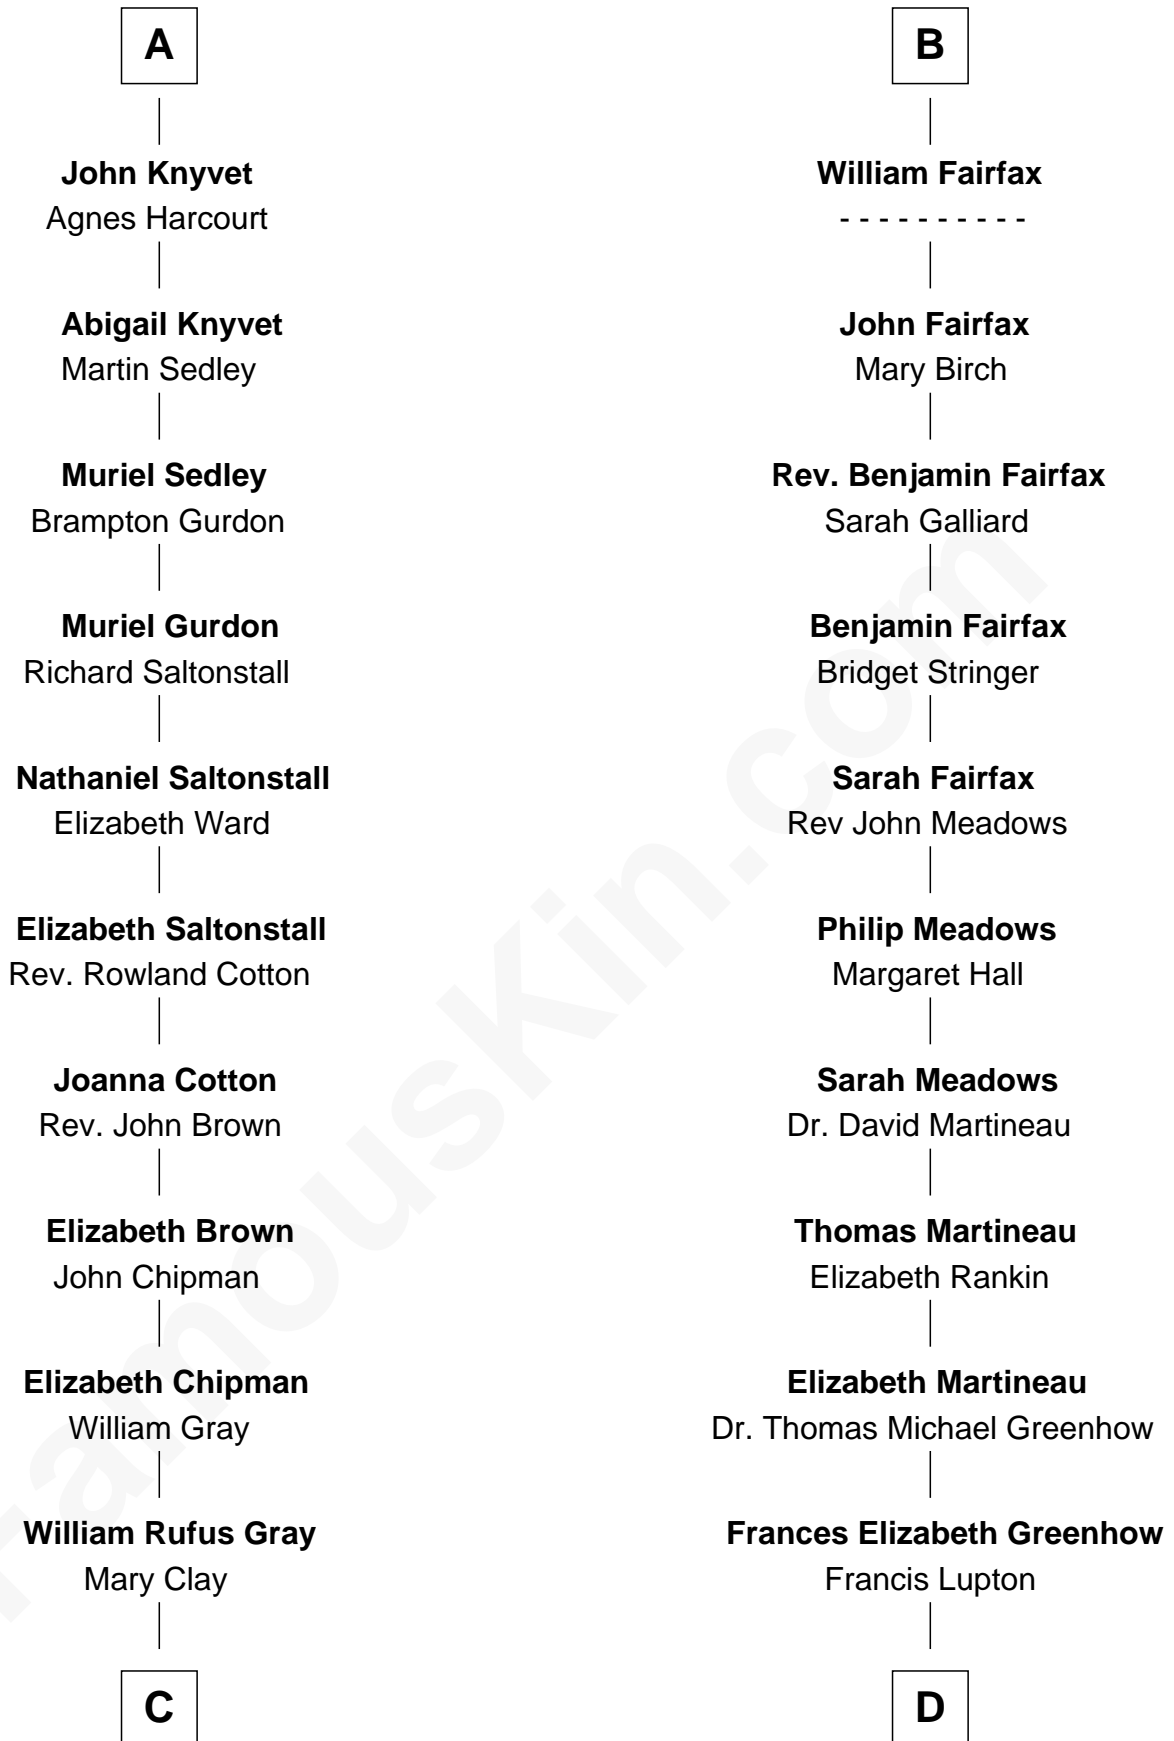 A
John Knyvet
Agnes Harcourt
Abigail Knyvet
Martin Sedley
Muriel Sedley
Brampton Gurdon
Muriel Gurdon
Richard Saltonstall
Nathaniel Saltonstall
Elizabeth Ward
Elizabeth Saltonstall
Rev. Rowland Cotton
Joanna Cotton
Rev. John Brown
Elizabeth Brown
John Chipman
Elizabeth Chipman
William Gray
William Rufus Gray
Mary Clay
C
B
William Fairfax
- - - - - - - - - -
John Fairfax
Mary Birch
Rev. Benjamin Fairfax
Sarah Galliard
Benjamin Fairfax
Bridget Stringer
Sarah Fairfax
Rev John Meadows
Philip Meadows
Margaret Hall
Sarah Meadows
Dr. David Martineau
Thomas Martineau
Elizabeth Rankin
Elizabeth Martineau
Dr. Thomas Michael Greenhow
Frances Elizabeth Greenhow
Francis Lupton
D
FamousKin.com